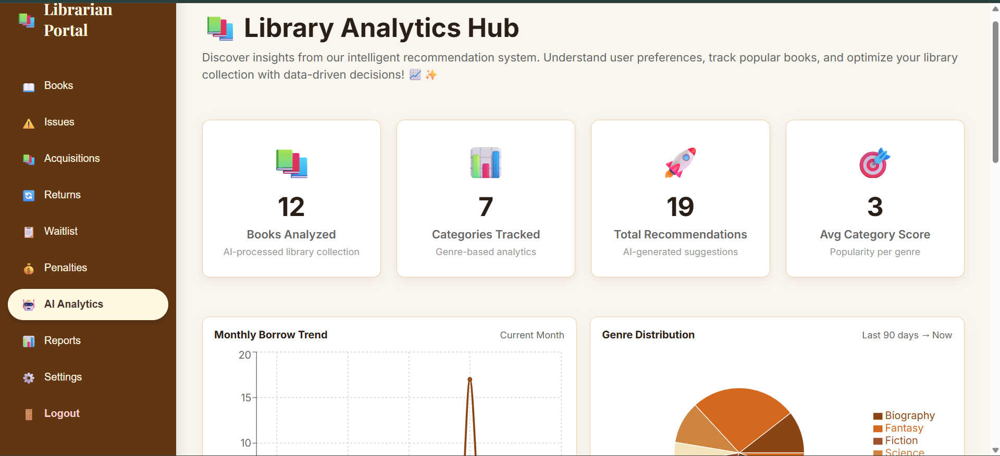 Librarian
Portal
Books
Issues
Acquisitions
Returns
Waitlist
Penalties
AI Analytics
Reports
Settings
Logout
Library Analytics Hub
Discover insights from our intelligent recommendation system. Understand user preferences, track popular books, and optimize your library
collection with data-driven decisions!
12
Books Analyzed
AI-processed library collection
7
Categories Tracked
Genre-based analytics
19
Total Recommendations
AI-generated suggestions
3
Avg Category Score
Popularity per genre
Monthly Borrow Trend
Current Month
20
15
10
Genre Distribution
Last 90 days → Now
Biography
Fantasy
Fiction
Science